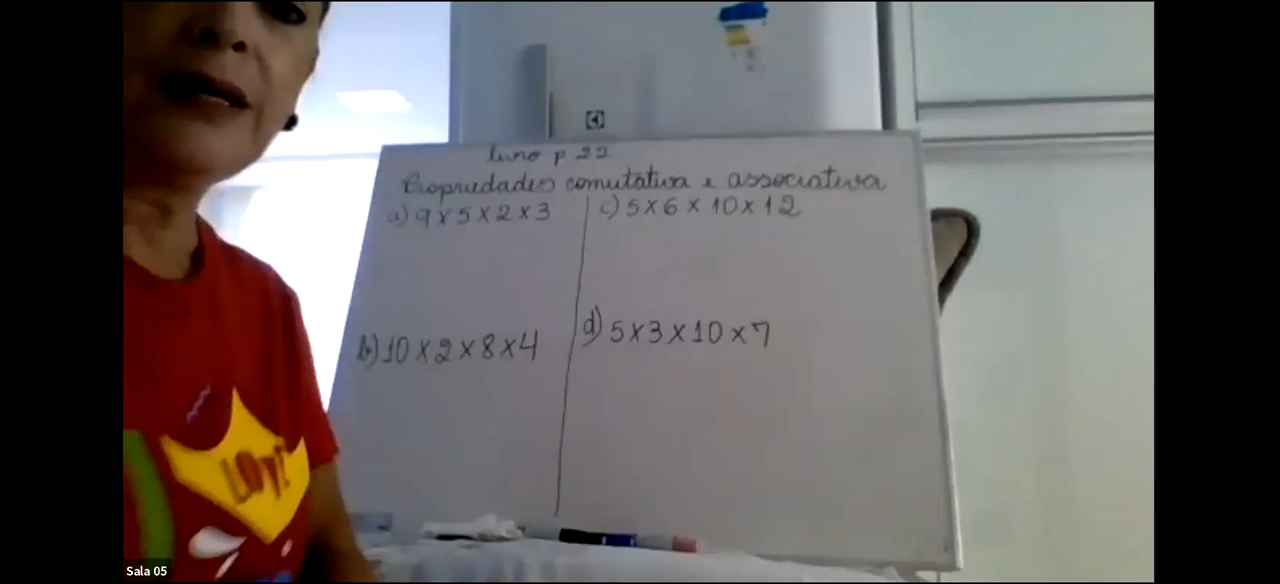 livro p 22
Propriedades comutativa e associativa
a) 9 x 5 x 2 x 3
c) 5 x 6 x 10 x 12
b) 10 x 2 x 8 x 4
d) 5 x 3 x 10 x 7
LOVE
Sala 05